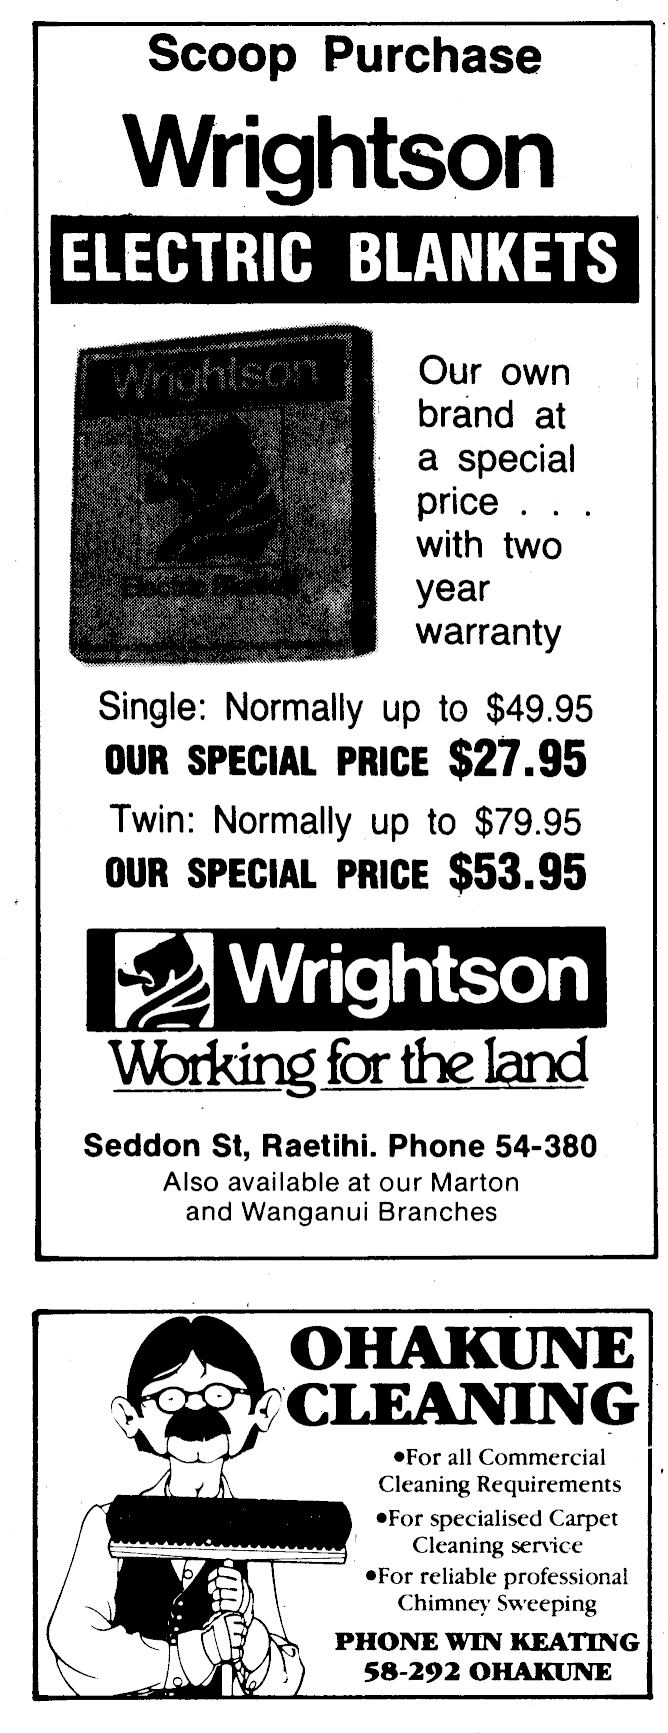 Scoop Purchase
Wrightson
ELECTRIC BLANKETS
Wrightson
Electric Blanket
Our own
brand at
a special
price . . .
with two
year
warranty
Single: Normally up to $49.95
OUR SPECIAL PRICE $27.95
Twin: Normally up to $79.95
OUR SPECIAL PRICE $53.95
Wrightson
Working for the land
Seddon St, Raetihi. Phone 54-380
Also available at our Marton
and Wanganui Branches
OHAKUNE
CLEANING
●For all Commercial
Cleaning Requirements
●For specialised Carpet
Cleaning service
●For reliable professional
Chimney Sweeping
PHONE WIN KEATING
58-292 OHAKUNE